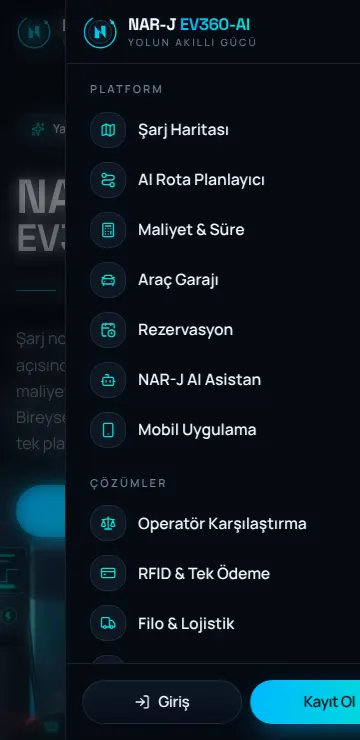 NAR-J EV360-AI
YOLUN AKILLI GÜCÜ
PLATFORM
Şarj Haritası
AI Rota Planlayıcı
Maliyet & Süre
Araç Garajı
Rezervasyon
NAR-J AI Asistan
Mobil Uygulama
ÇÖZÜMLER
Operatör Karşılaştırma
RFID & Tek Ödeme
Filo & Lojistik
Giriş
Kayıt Ol